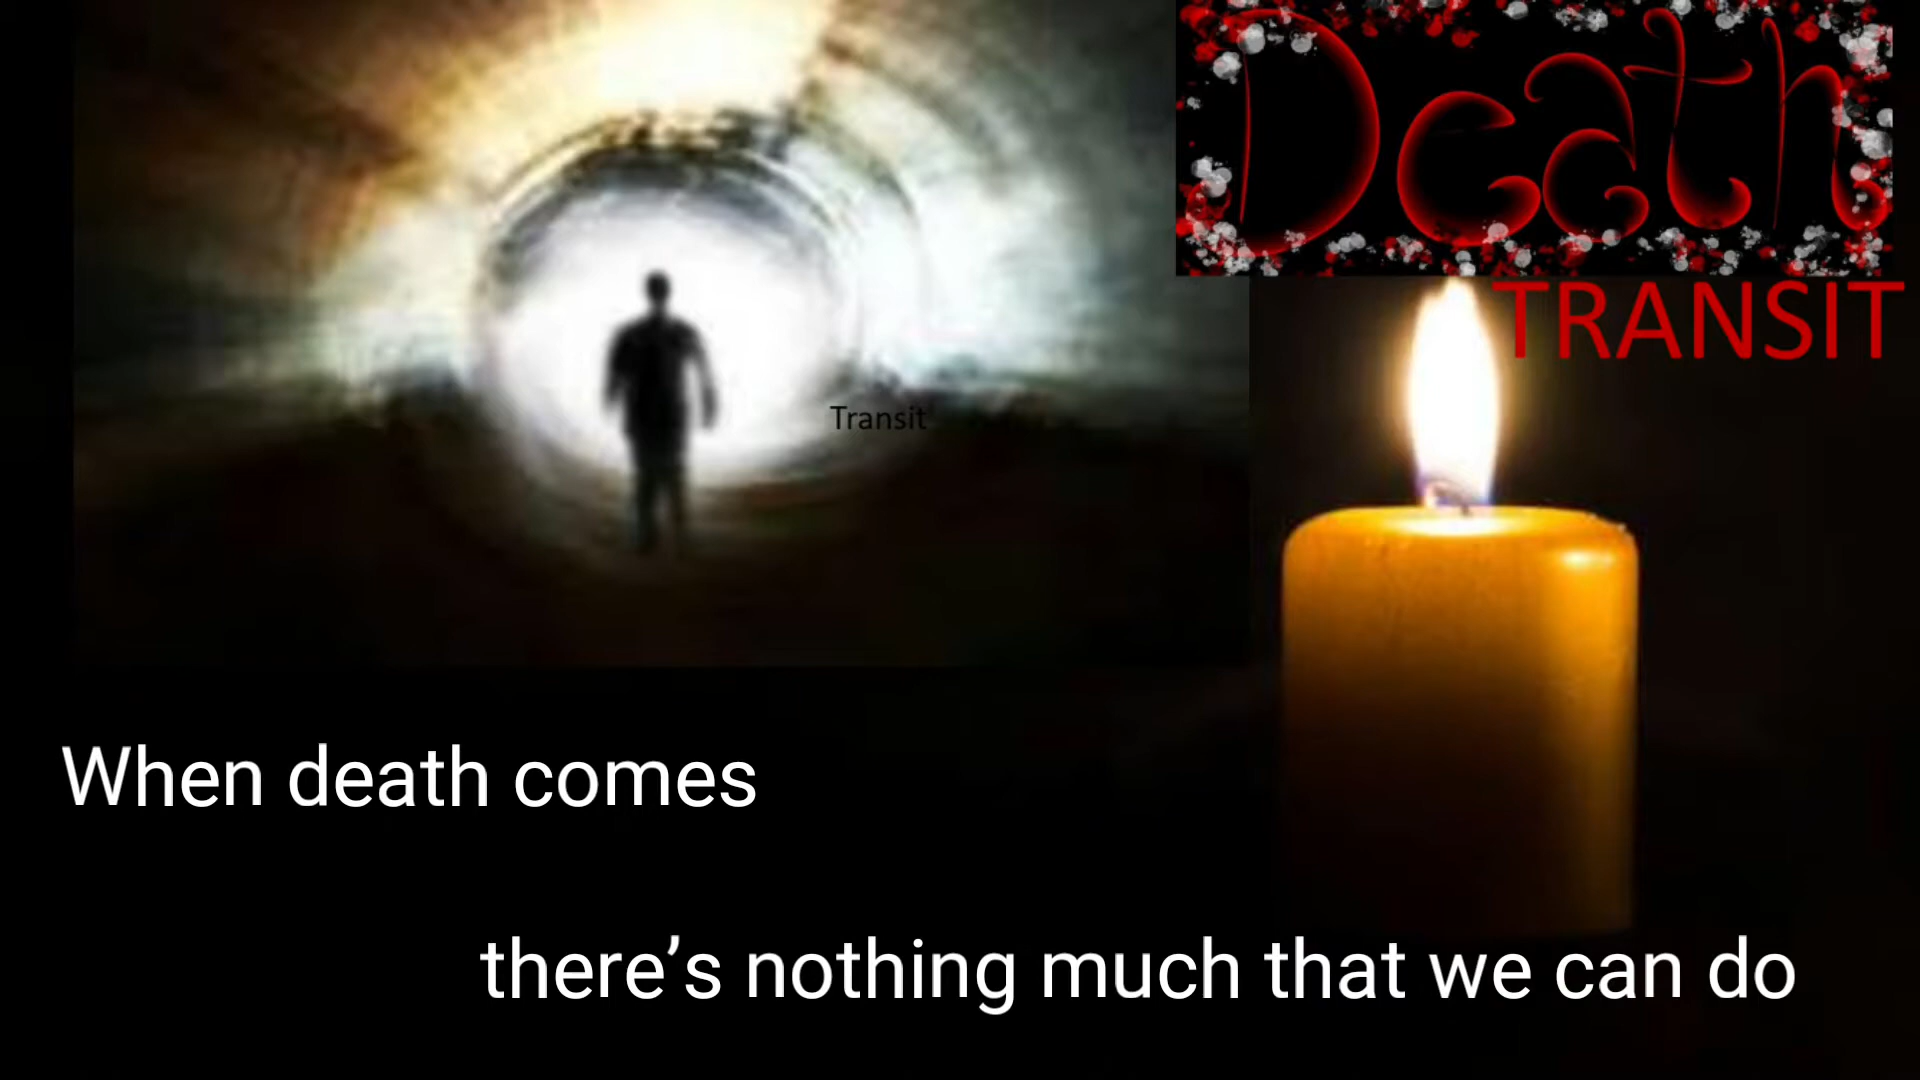 Death
TRANSIT
Transit
When death comes
there’s nothing much that we can do